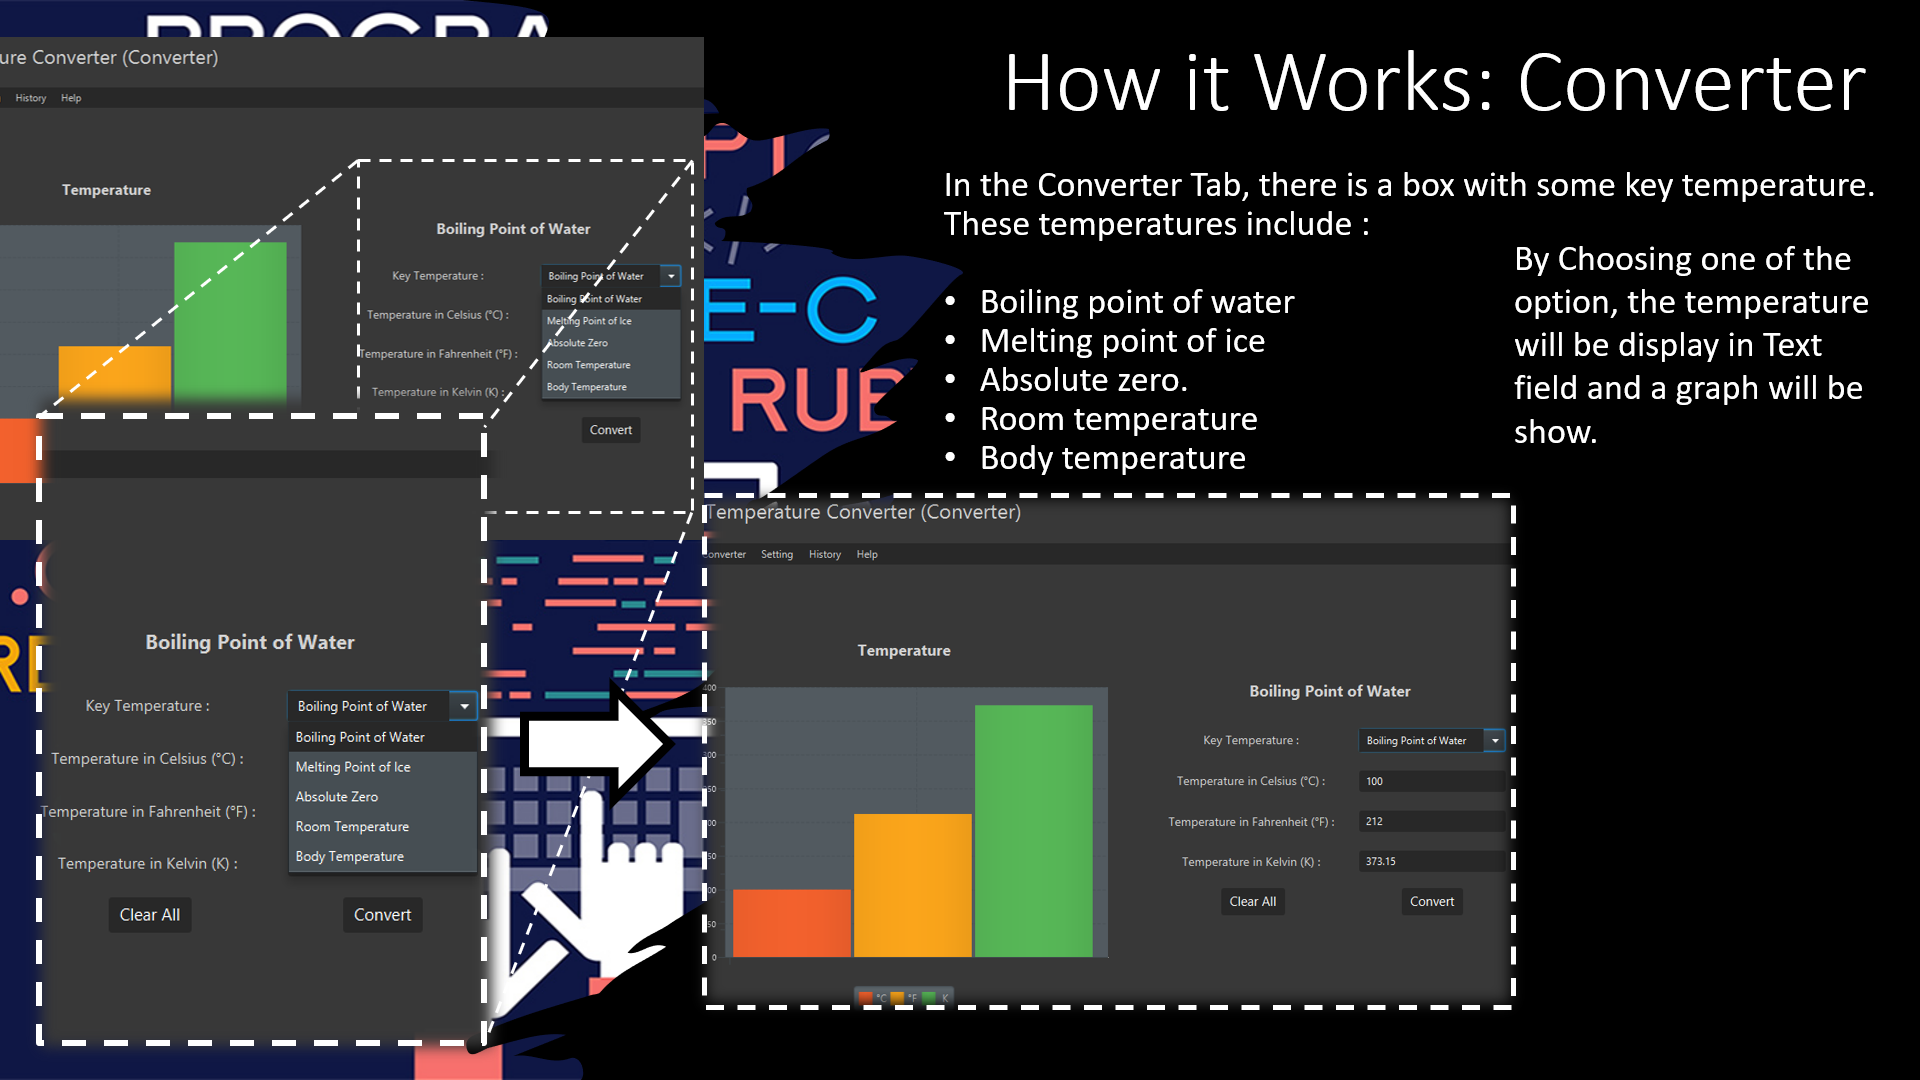 How it Works: Converter
In the Converter Tab, there is a box with some key temperature.
These temperatures include :
• Boiling point of water
• Melting point of ice
• Absolute zero.
• Room temperature
• Body temperature
By Choosing one of the
option, the temperature
will be display in Text
field and a graph will be
show.
ure Converter (Converter)
History Help
Temperature
Boiling Point of Water
Key Temperature : Boiling Point of Water
Boiling Point of Water
Temperature in Celsius (°C) :
Melting Point of Ice
Absolute Zero
Temperature in Fahrenheit (°F) :
Room Temperature
Body Temperature
Temperature in Kelvin (K) :
Convert
E-C
RUB
Boiling Point of Water
Key Temperature : Boiling Point of Water
Boiling Point of Water
Temperature in Celsius (°C) :
Melting Point of Ice
Absolute Zero
Temperature in Fahrenheit (°F) :
Room Temperature
Body Temperature
Temperature in Kelvin (K) :
Clear All Convert
Temperature Converter (Converter)
Converter Setting History Help
Temperature
Boiling Point of Water
Key Temperature : Boiling Point of Water
Temperature in Celsius (°C) : 100
Temperature in Fahrenheit (°F) : 212
Temperature in Kelvin (K) : 373.15
Clear All Convert
0
°C °F K